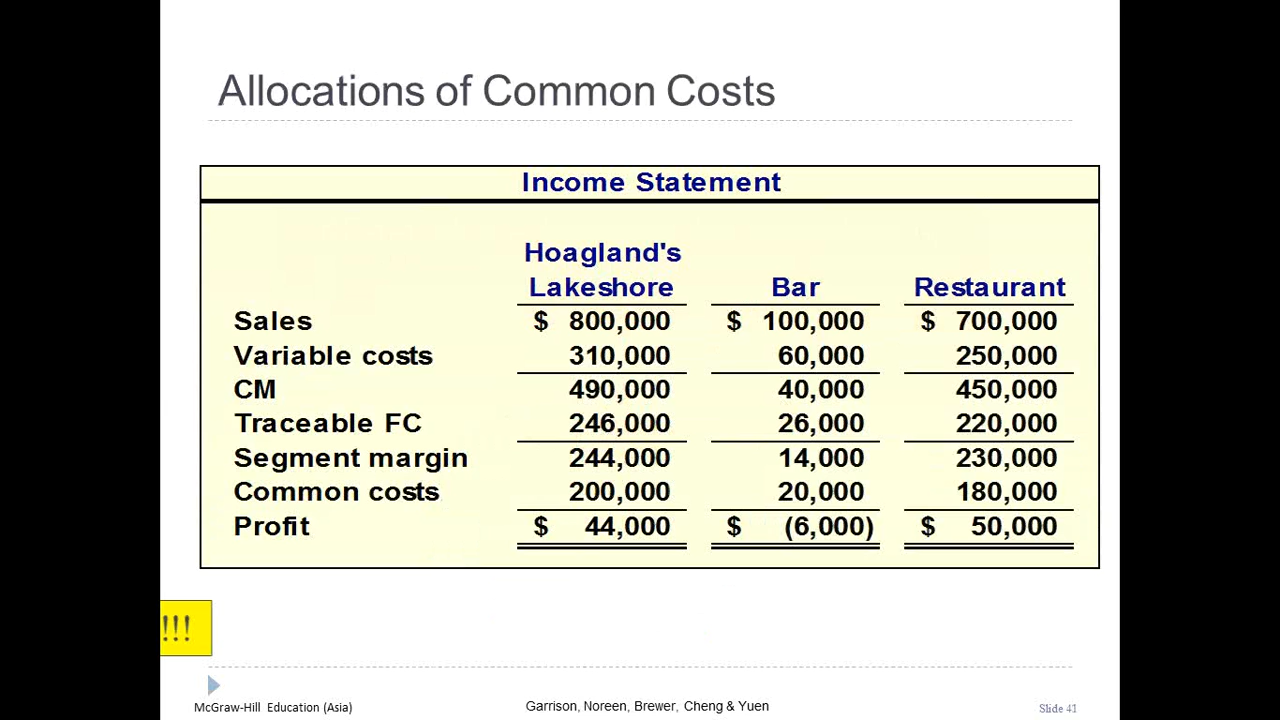 Allocations of Common Costs
Income Statement
Hoagland's
Lakeshore Bar Restaurant
Sales $ 800,000 $ 100,000 $ 700,000
Variable costs 310,000 60,000 250,000
CM 490,000 40,000 450,000
Traceable FC 246,000 26,000 220,000
Segment margin 244,000 14,000 230,000
Common costs 200,000 20,000 180,000
Profit $ 44,000 $ (6,000) $ 50,000
!!!
McGraw-Hill Education (Asia) Garrison, Noreen, Brewer, Cheng & Yuen Slide 41